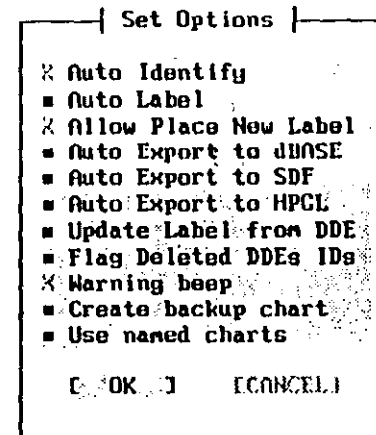 Set Options
X Auto Identify
■ Auto Label
X Allow Place New Label
■ Auto Export to dBASE
■ Auto Export to SDF
■ Auto Export to HPCL
■ Update Label from DDE
■ Flag Deleted DDEs IDs
X Warning beep
■ Create backup chart
■ Use named charts
[ OK ] [CANCEL]